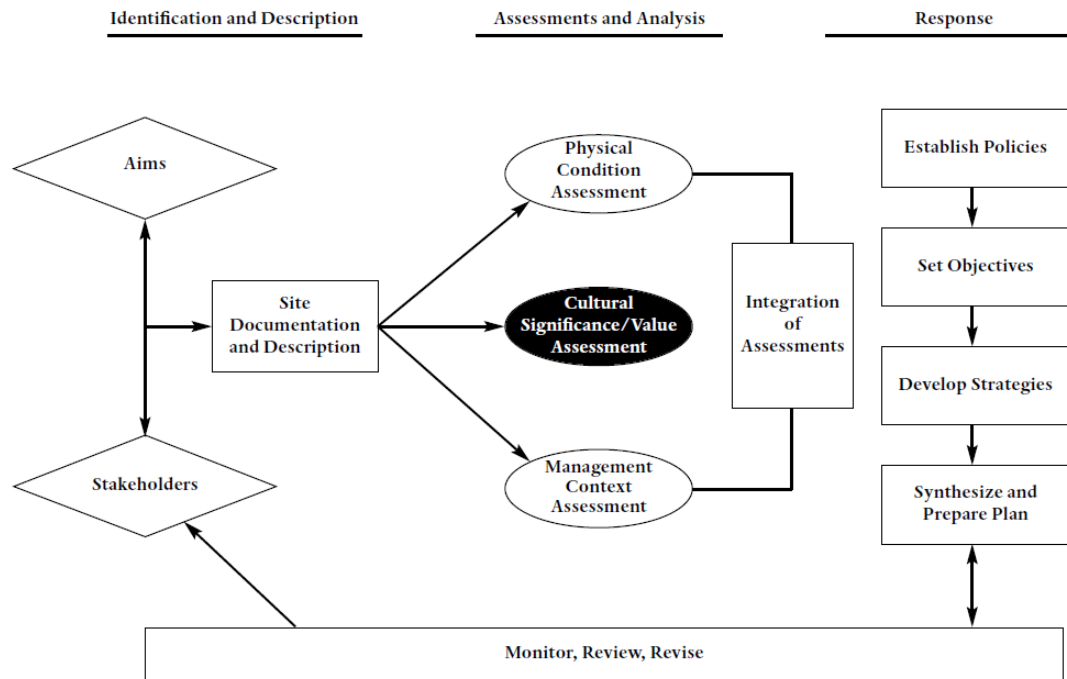 Identification and Description
Assessments and Analysis
Response
Aims
Stakeholders
Site
Documentation
and Description
Physical
Condition
Assessment
Cultural
Significance/Value
Assessment
Management
Context
Assessment
Integration
of
Assessments
Establish Policies
Set Objectives
Develop Strategies
Synthesize and
Prepare Plan
Monitor, Review, Revise